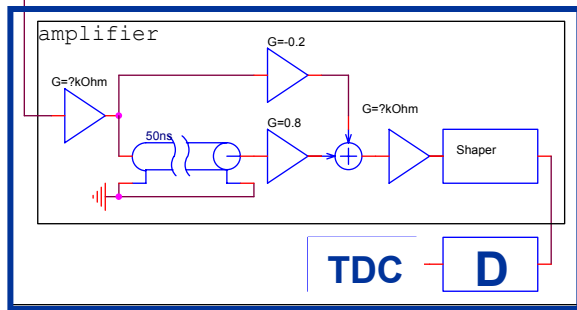 amplifier
G=-0.2
G=?kOhm
G=?kOhm
50ns
G=0.8
Shaper
TDC
D